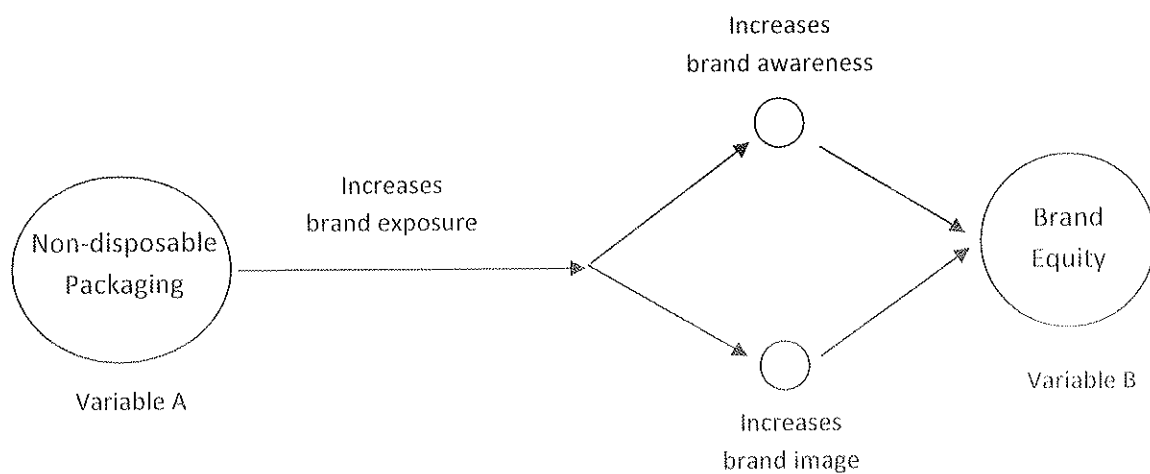 Increases
brand awareness
Increases
brand exposure
Non-disposable
Packaging
Brand
Equity
Variable A
Variable B
Increases
brand image